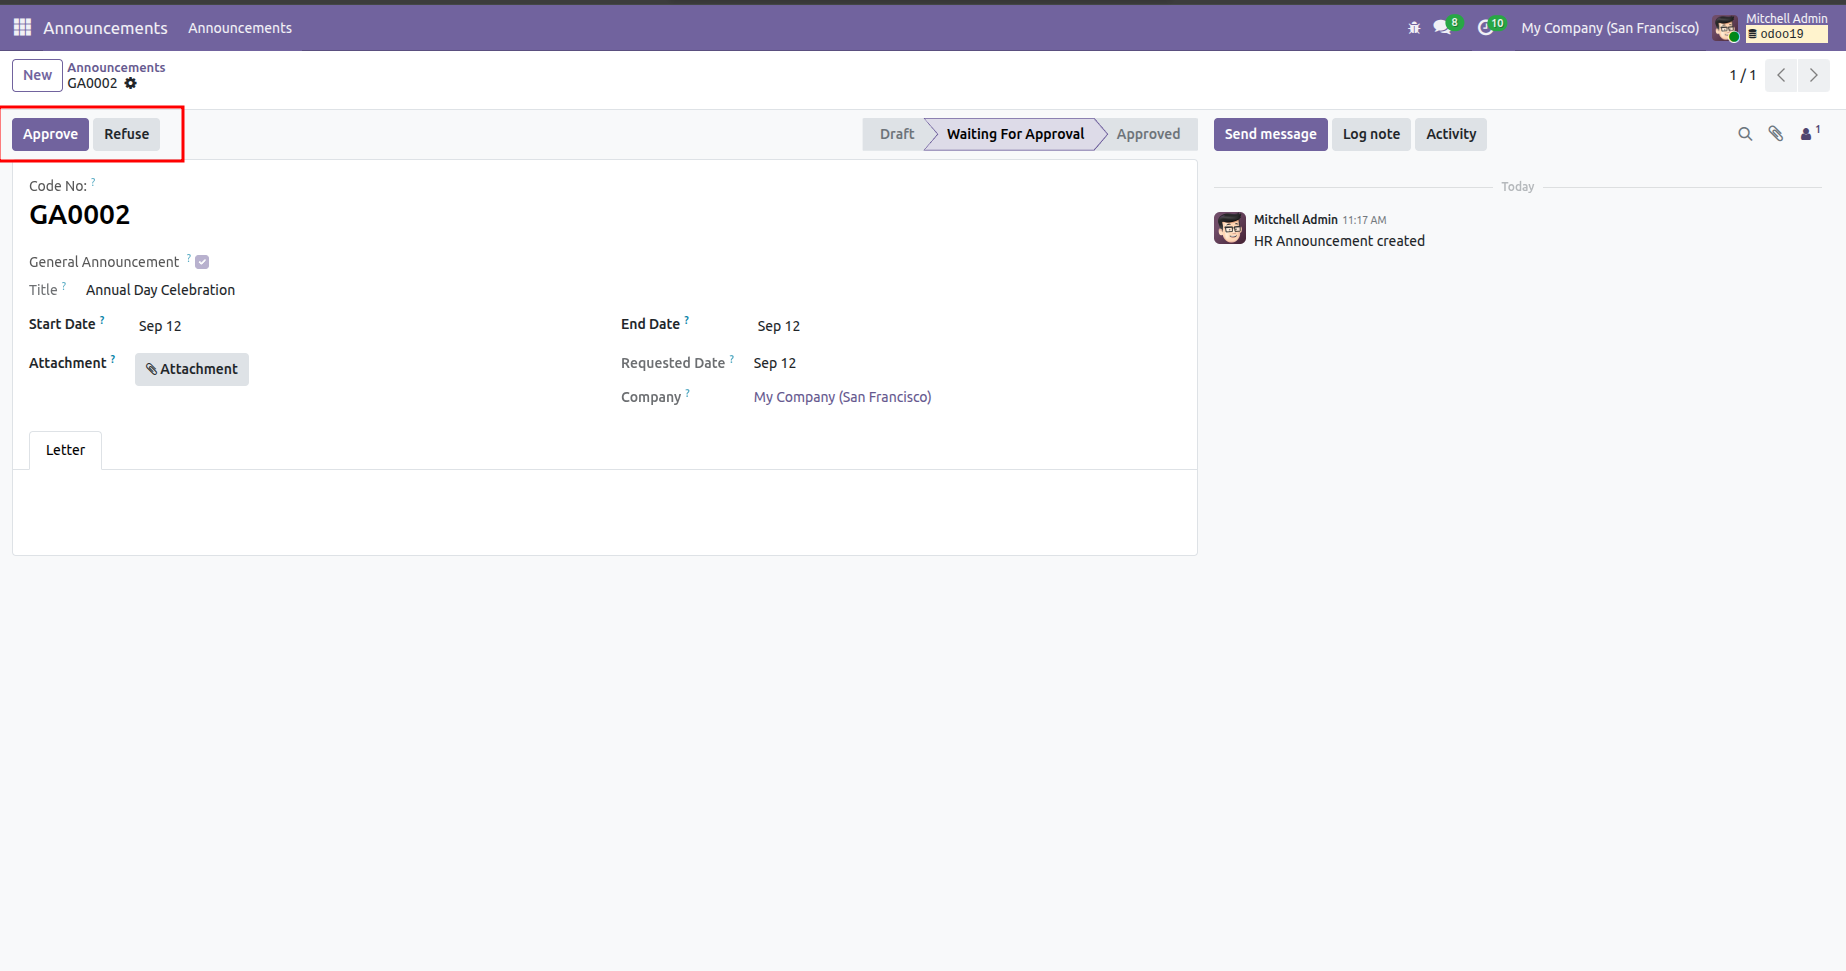 Announcements Announcements 8 10 My Company (San Francisco) Mitchell Admin
odoo19
New Announcements
GA0002 1 / 1
Approve Refuse Draft Waiting For Approval Approved Send message Log note Activity 1
Code No: ?
GA0002
Today
Mitchell Admin 11:17 AM
HR Announcement created
General Announcement ?
Title ? Annual Day Celebration
Start Date ? Sep 12 End Date ? Sep 12
Attachment ? Attachment Requested Date ? Sep 12
Company ? My Company (San Francisco)
Letter